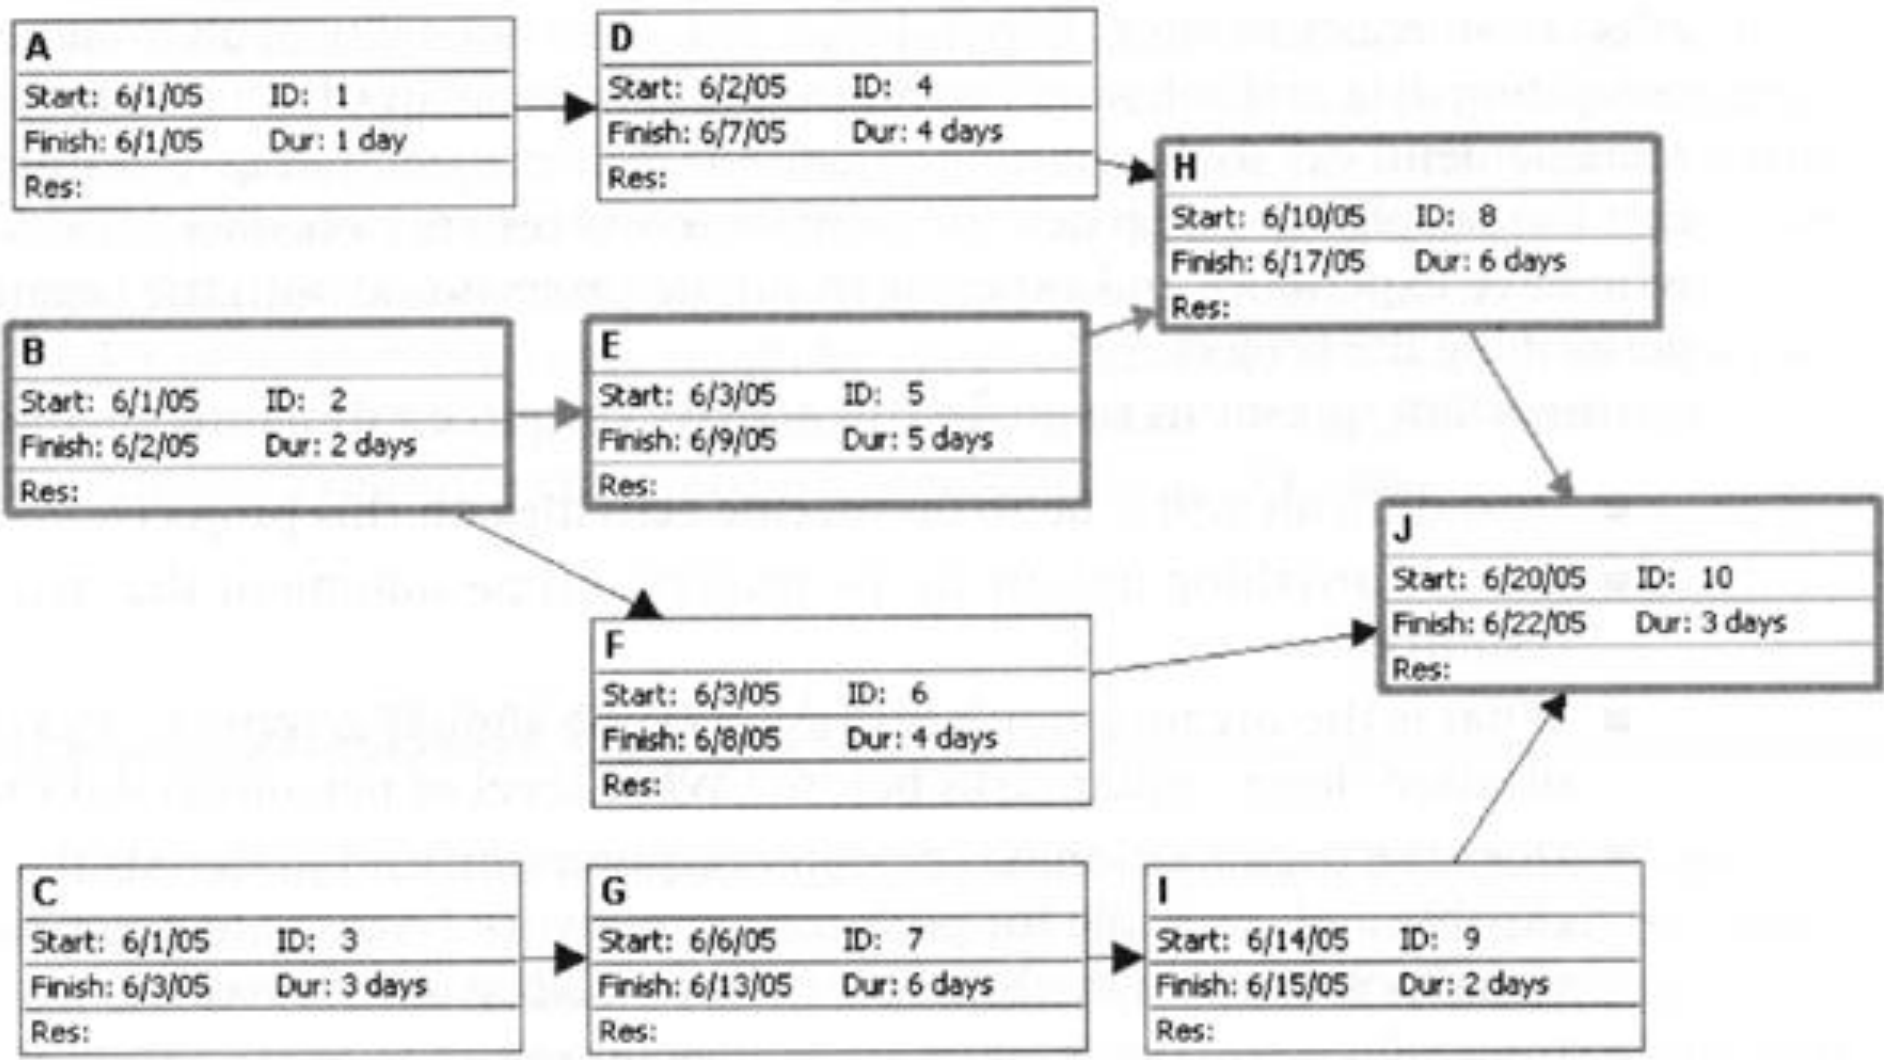 A
Start: 6/1/05 ID: 1
Finish: 6/1/05 Dur: 1 day
Res:
D
Start: 6/2/05 ID: 4
Finish: 6/7/05 Dur: 4 days
Res:
H
Start: 6/10/05 ID: 8
Finish: 6/17/05 Dur: 6 days
Res:
B
Start: 6/1/05 ID: 2
Finish: 6/2/05 Dur: 2 days
Res:
E
Start: 6/3/05 ID: 5
Finish: 6/9/05 Dur: 5 days
Res:
J
Start: 6/20/05 ID: 10
Finish: 6/22/05 Dur: 3 days
Res:
F
Start: 6/3/05 ID: 6
Finish: 6/8/05 Dur: 4 days
Res:
C
Start: 6/1/05 ID: 3
Finish: 6/3/05 Dur: 3 days
Res:
G
Start: 6/6/05 ID: 7
Finish: 6/13/05 Dur: 6 days
Res:
I
Start: 6/14/05 ID: 9
Finish: 6/15/05 Dur: 2 days
Res: